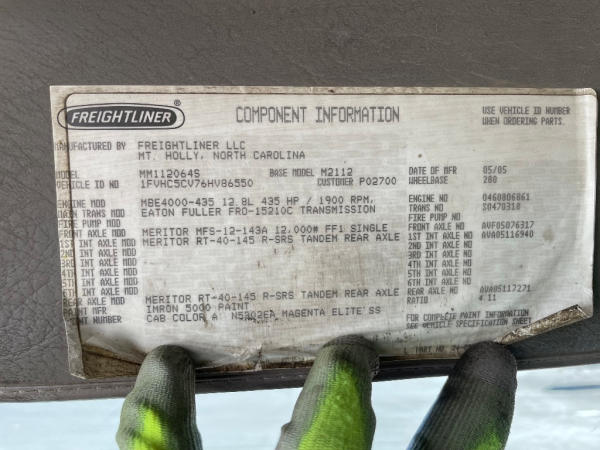 FREIGHTLINER ® COMPONENT INFORMATION USE VEHICLE ID NUMBER
WHEN ORDERING PARTS.
MANUFACTURED BY FREIGHTLINER LLC
MT. HOLLY, NORTH CAROLINA
MODEL MM112064S BASE MODEL M2112 DATE OF MFR 05/05
1FVHC5CV76HV86550 CUSTOMER P02700 WHEELBASE 280
ENGINE MOD MBE4000-435 12.8L 435 HP / 1900 RPM, ENGINE NO 0460806861
MAIN TRANS MOD EATON FULLER FRO-15210C TRANSMISSION TRANS NO S0470318
FIRE PUMP MOD FIRE PUMP NO
FRONT AXLE MOD MERITOR MFS-12-143A 12,000# FF1 SINGLE FRONT AXLE NO AVF05076317
1ST INT AXLE MOD MERITOR RT-40-145 R-SRS TANDEM REAR AXLE 1ST INT AXLE NO AVA05116940
2ND INT AXLE MOD 2ND INT AXLE NO
3RD INT AXLE MOD 3RD INT AXLE NO
4TH INT AXLE MOD 4TH INT AXLE NO
5TH INT AXLE MOD 5TH INT AXLE NO
6TH INT AXLE MOD 6TH INT AXLE NO
REAR AXLE MOD MERITOR RT-40-145 R-SRS TANDEM REAR AXLE REAR AXLE NO AVA05117271
PAINT MFR IMRON 5000 PAINT RATIO 4.11
PAINT NUMBER CAB COLOR A: N5202EA MAGENTA ELITE SS
FOR COMPLETE PAINT INFORMATION
SEE VEHICLE SPECIFICATION SHEET
PART NO